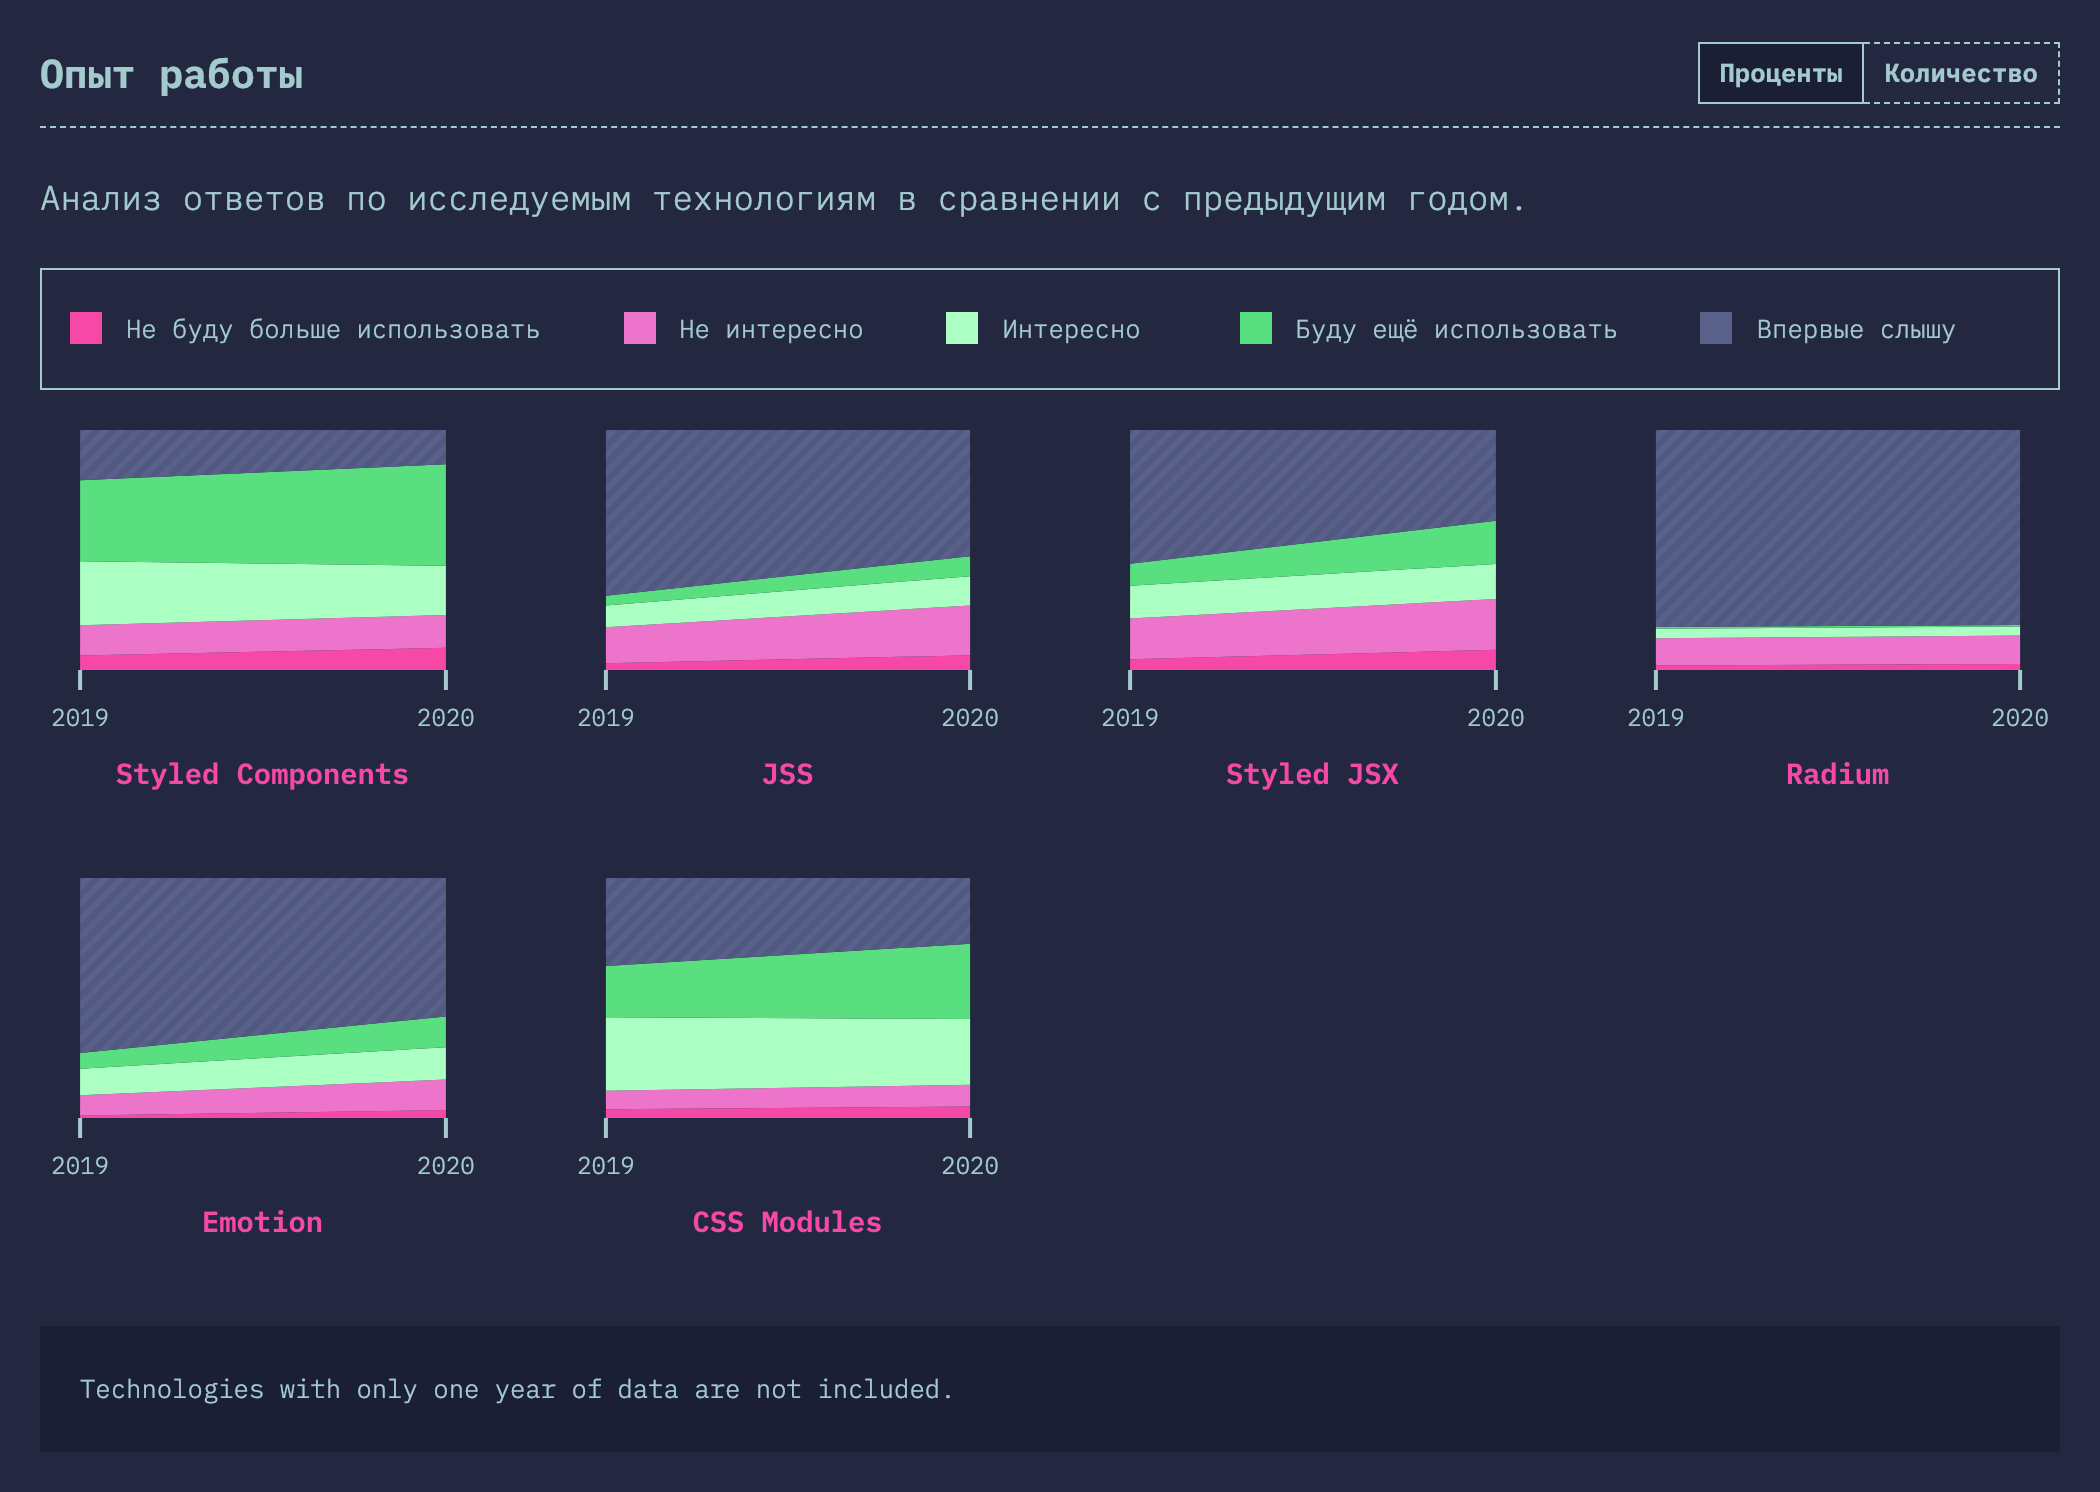 Опыт работы
Проценты Количество
Анализ ответов по исследуемым технологиям в сравнении с предыдущим годом.
Не буду больше использовать Не интересно Интересно Буду ещё использовать Впервые слышу
2019 2020 2019 2020 2019 2020 2019 2020
Styled Components JSS Styled JSX Radium
2019 2020 2019 2020
Emotion CSS Modules
Technologies with only one year of data are not included.